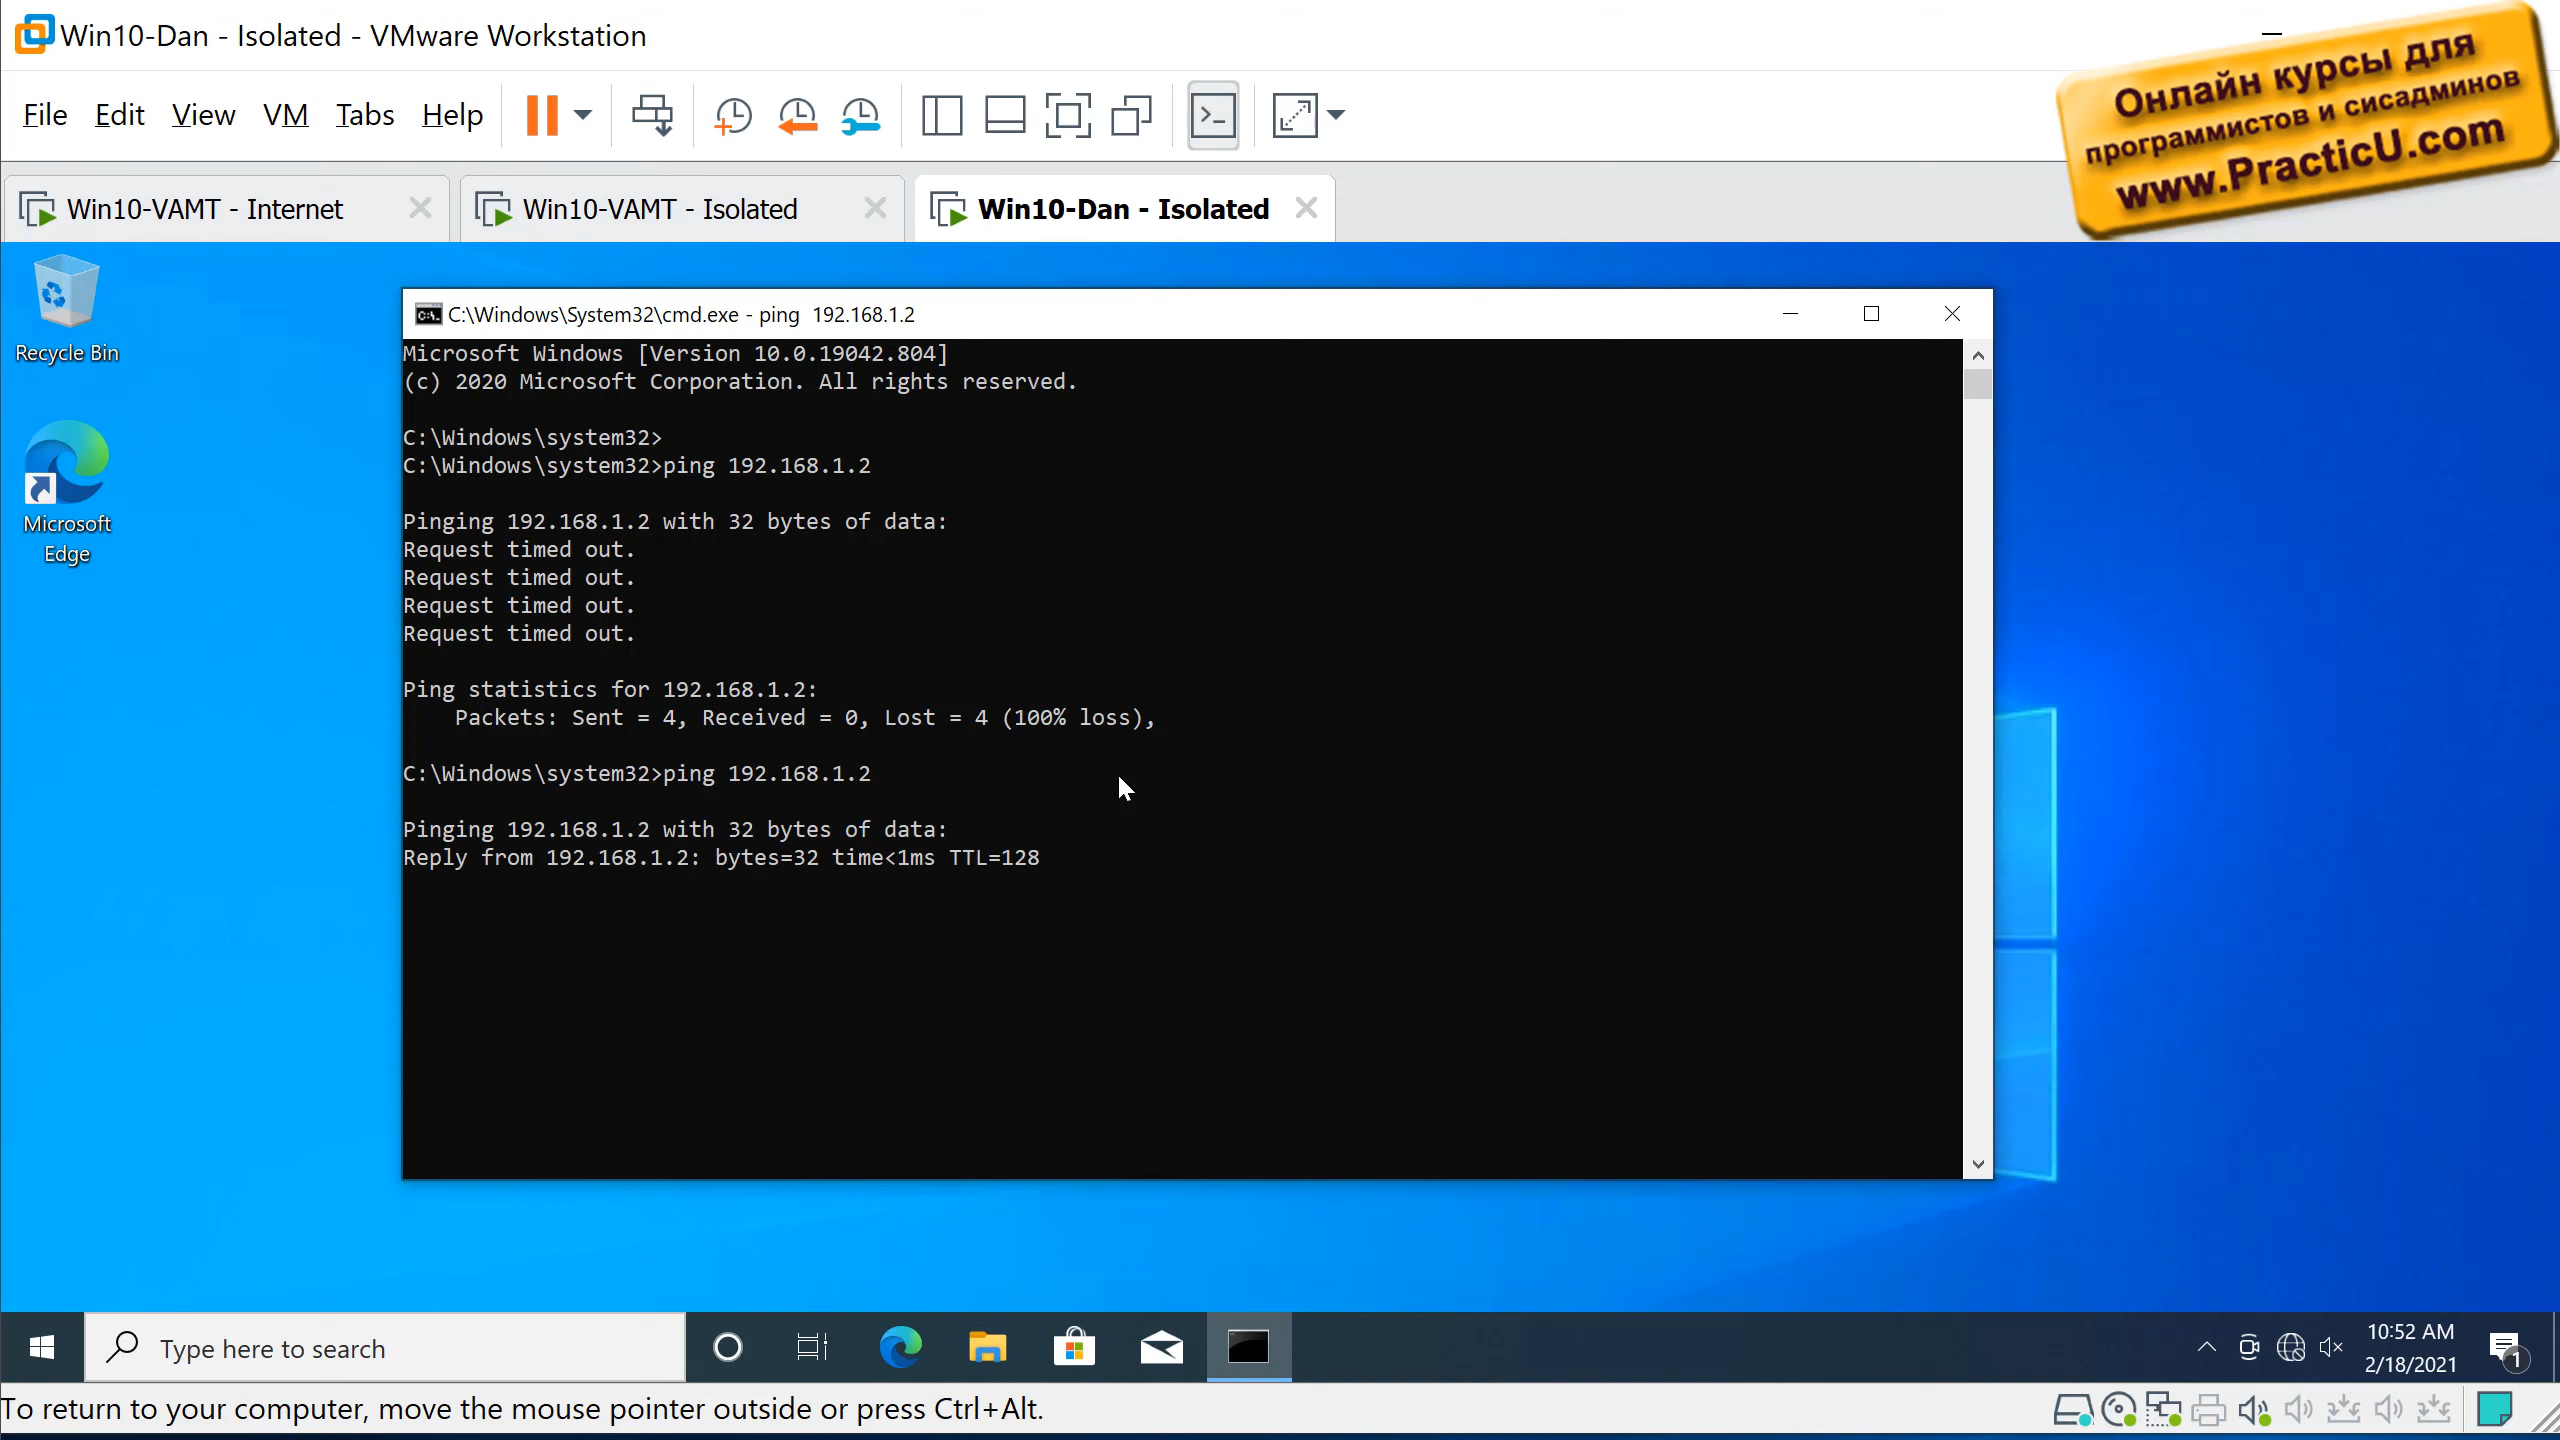 Win10-Dan - Isolated - VMware Workstation
Онлайн курсы для
программистов и сисадминов
www.PracticU.com
File Edit View VM Tabs Help
Win10-VAMT - Internet
Win10-VAMT - Isolated
Win10-Dan - Isolated
Recycle Bin
Microsoft
Edge
C:\Windows\System32\cmd.exe - ping  192.168.1.2
Microsoft Windows [Version 10.0.19042.804]
(c) 2020 Microsoft Corporation. All rights reserved.
C:\Windows\system32>
C:\Windows\system32>ping 192.168.1.2
Pinging 192.168.1.2 with 32 bytes of data:
Request timed out.
Request timed out.
Request timed out.
Request timed out.
Ping statistics for 192.168.1.2:
    Packets: Sent = 4, Received = 0, Lost = 4 (100% loss),
C:\Windows\system32>ping 192.168.1.2
Pinging 192.168.1.2 with 32 bytes of data:
Reply from 192.168.1.2: bytes=32 time<1ms TTL=128
Type here to search
10:52 AM
2/18/2021
1
To return to your computer, move the mouse pointer outside or press Ctrl+Alt.